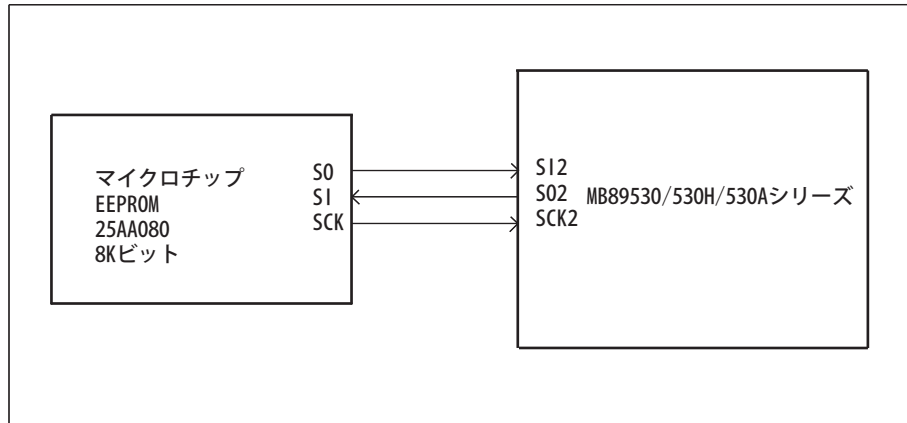 マイクロチップ
EEPROM
25AA080
8Kビット
SO
SI
SCK
SI2
SO2
SCK2
MB89530/530H/530Aシリーズ